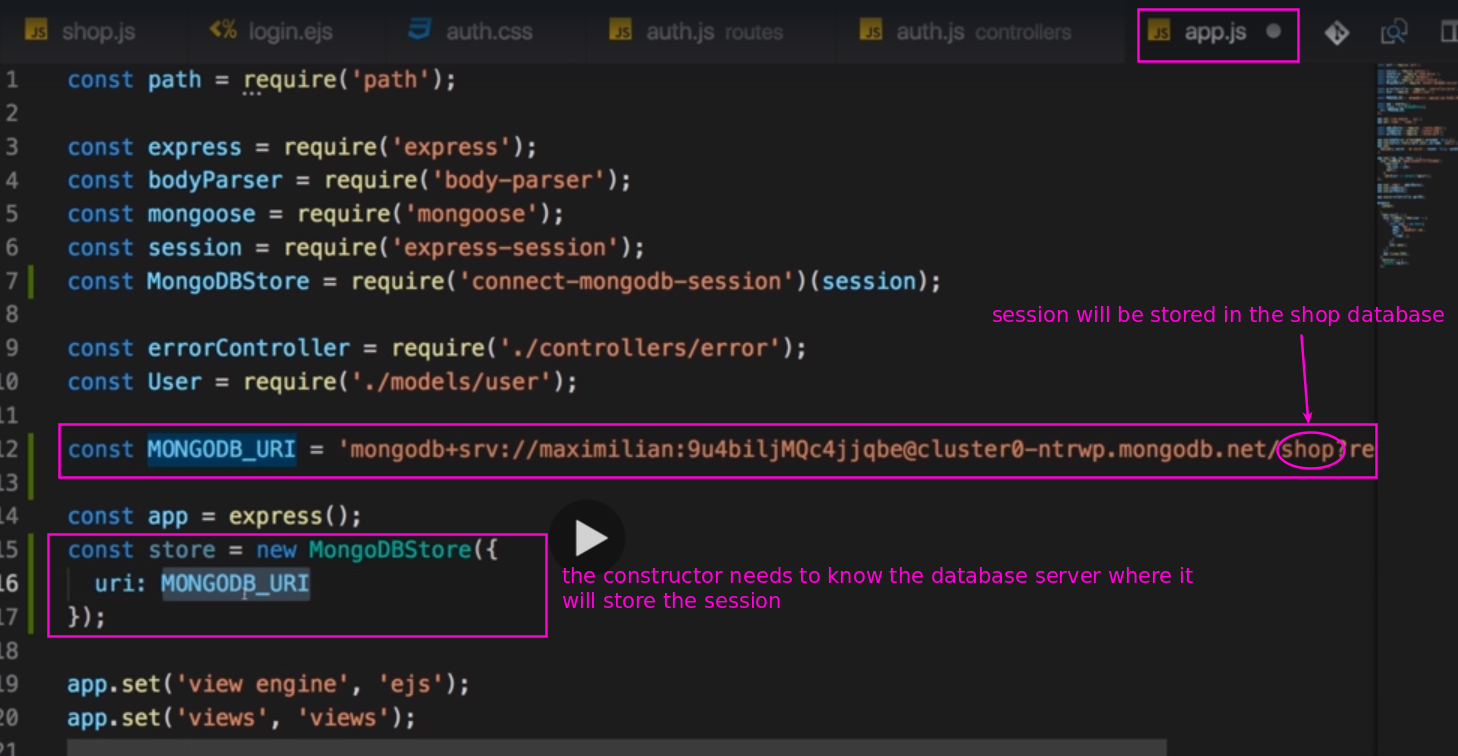 JS shop.js <% login.ejs auth.css JS auth.js routes JS auth.js controllers JS app.js
1 const path = require('path');
2
3 const express = require('express');
4 const bodyParser = require('body-parser');
5 const mongoose = require('mongoose');
6 const session = require('express-session');
7 const MongoDBStore = require('connect-mongodb-session')(session);
8
session will be stored in the shop database
9 const errorController = require('./controllers/error');
10 const User = require('./models/user');
11
12 const MONGODB_URI = 'mongodb+srv://maximilian:9u4biljMQc4jjqbe@cluster0-ntrwp.mongodb.net/shop?re
13
14 const app = express();
15 const store = new MongoDBStore({
16 uri: MONGODB_URI
the constructor needs to know the database server where it
will store the session
17 });
18
19 app.set('view engine', 'ejs');
20 app.set('views', 'views');
21